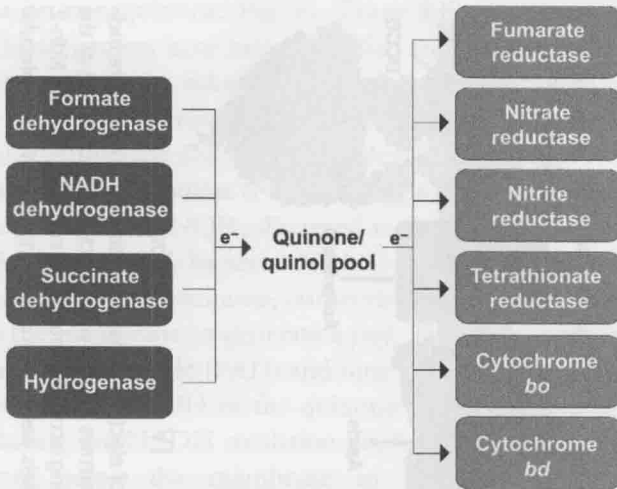 Formate
dehydrogenase
NADH
dehydrogenase
Succinate
dehydrogenase
Hydrogenase
e⁻
Quinone/
quinol pool
e⁻
Fumarate
reductase
Nitrate
reductase
Nitrite
reductase
Tetrathionate
reductase
Cytochrome
bo
Cytochrome
bd